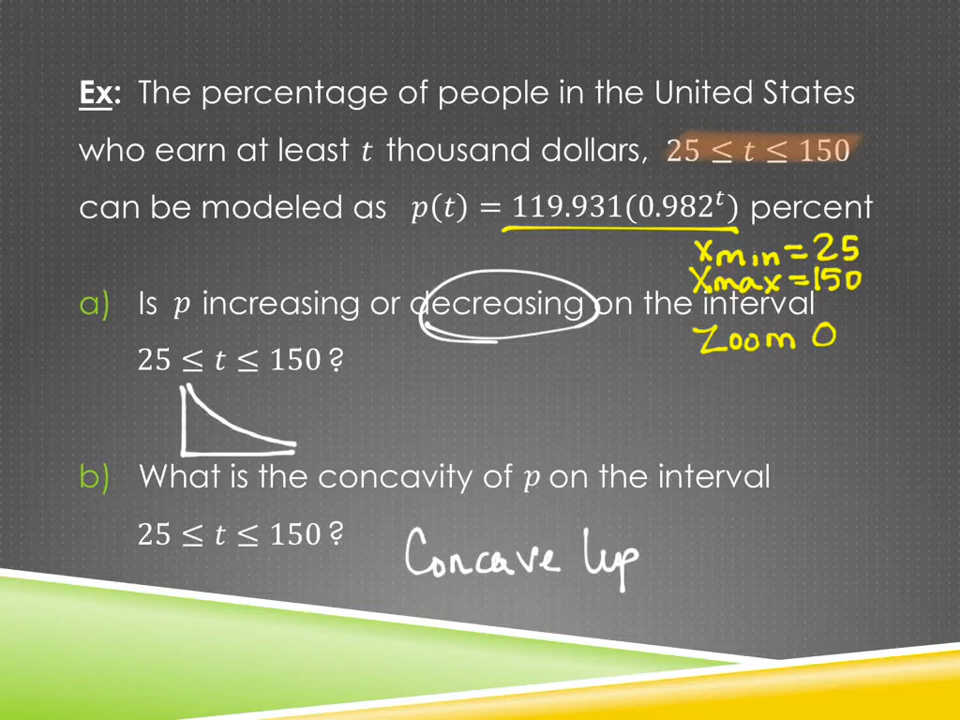 Ex: The percentage of people in the United States
who earn at least t thousand dollars, 25 ≤ t ≤ 150
can be modeled as p(t) = 119.931(0.982^t) percent
xmin = 25
Xmax = 150
a) Is p increasing or decreasing on the interval
Zoom 0
25 ≤ t ≤ 150 ?
b) What is the concavity of p on the interval
25 ≤ t ≤ 150 ?
Concave Up